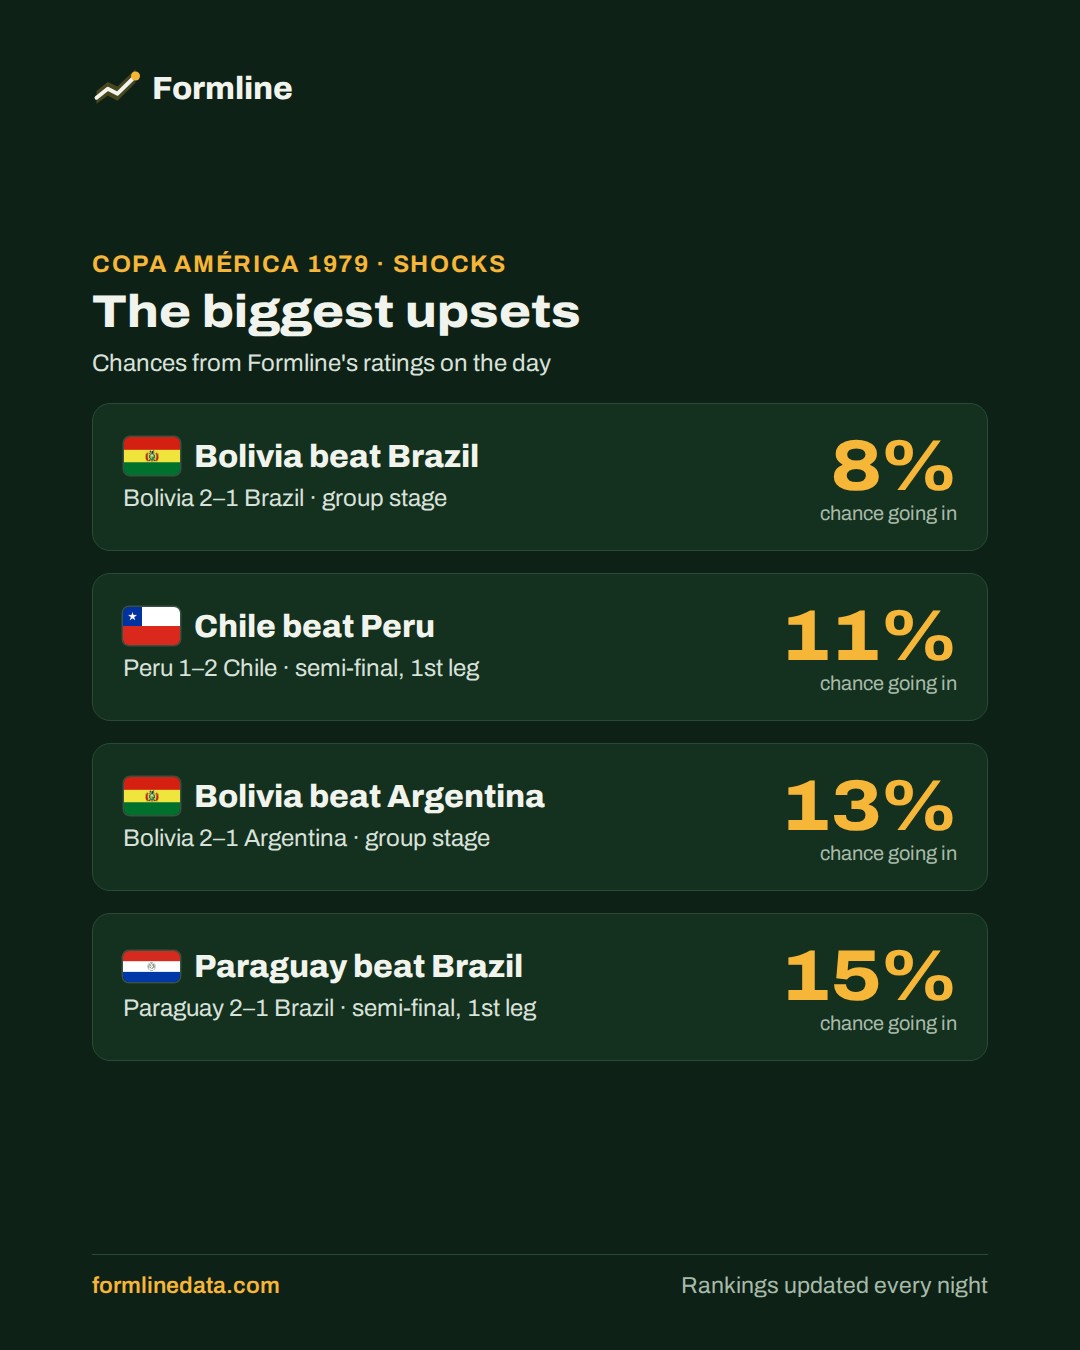 Formline
COPA AMÉRICA 1979 · SHOCKS
The biggest upsets
Chances from Formline's ratings on the day
Bolivia beat Brazil
Bolivia 2–1 Brazil · group stage
8%
chance going in
Chile beat Peru
Peru 1–2 Chile · semi-final, 1st leg
11%
chance going in
Bolivia beat Argentina
Bolivia 2–1 Argentina · group stage
13%
chance going in
Paraguay beat Brazil
Paraguay 2–1 Brazil · semi-final, 1st leg
15%
chance going in
formlinedata.com
Rankings updated every night